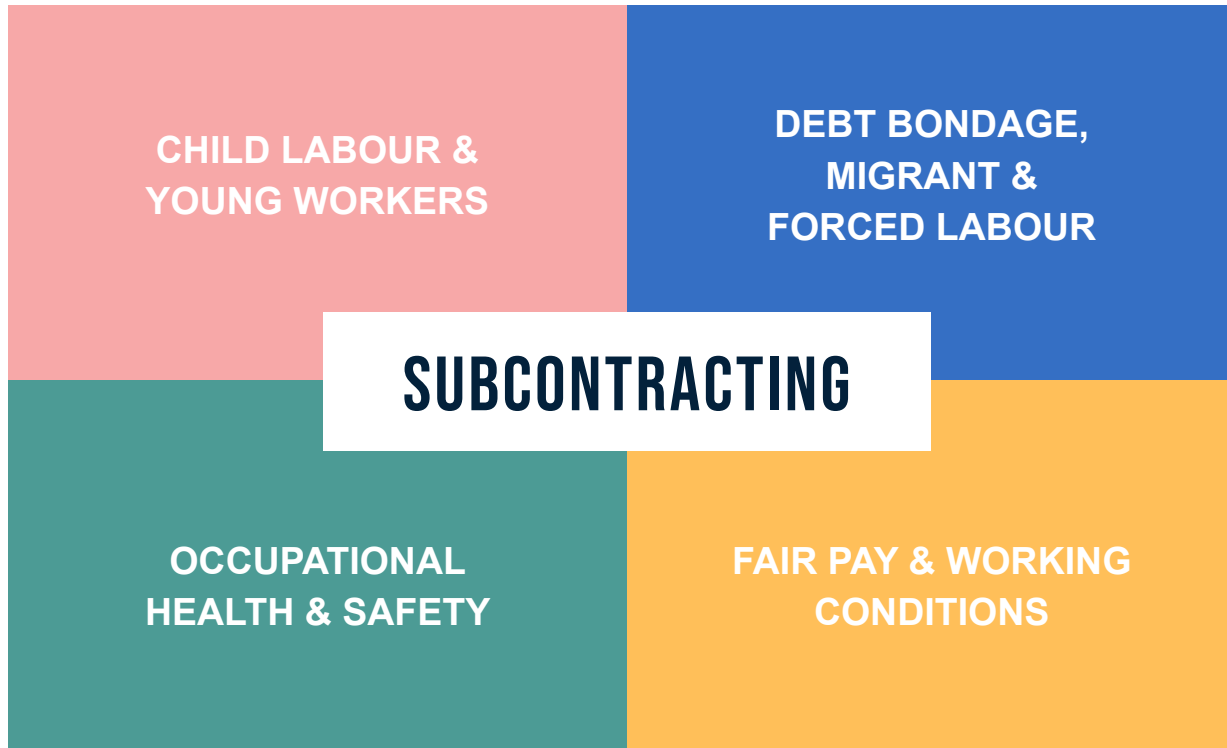 CHILD LABOUR &
YOUNG WORKERS
DEBT BONDAGE,
MIGRANT &
FORCED LABOUR
SUBCONTRACTING
OCCUPATIONAL
HEALTH & SAFETY
FAIR PAY & WORKING
CONDITIONS